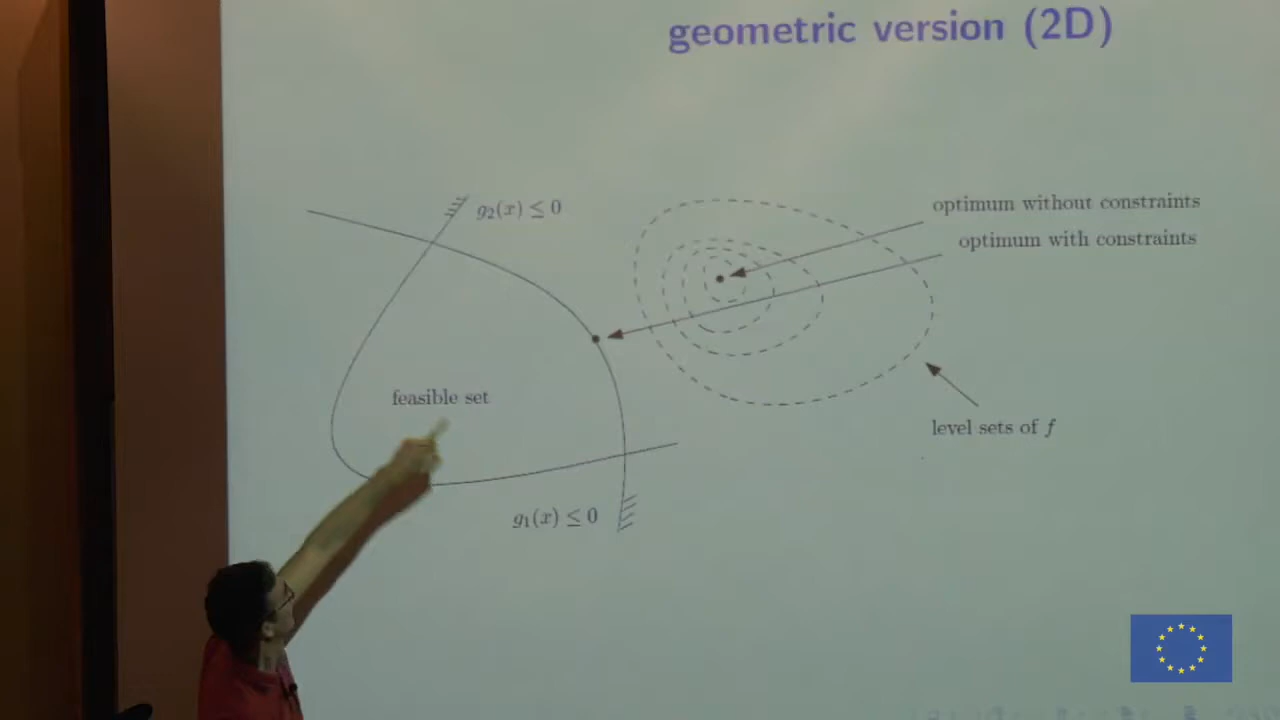 geometric version (2D)
g₂(x) ≤ 0
optimum without constraints
optimum with constraints
feasible set
level sets of f
g₁(x) ≤ 0